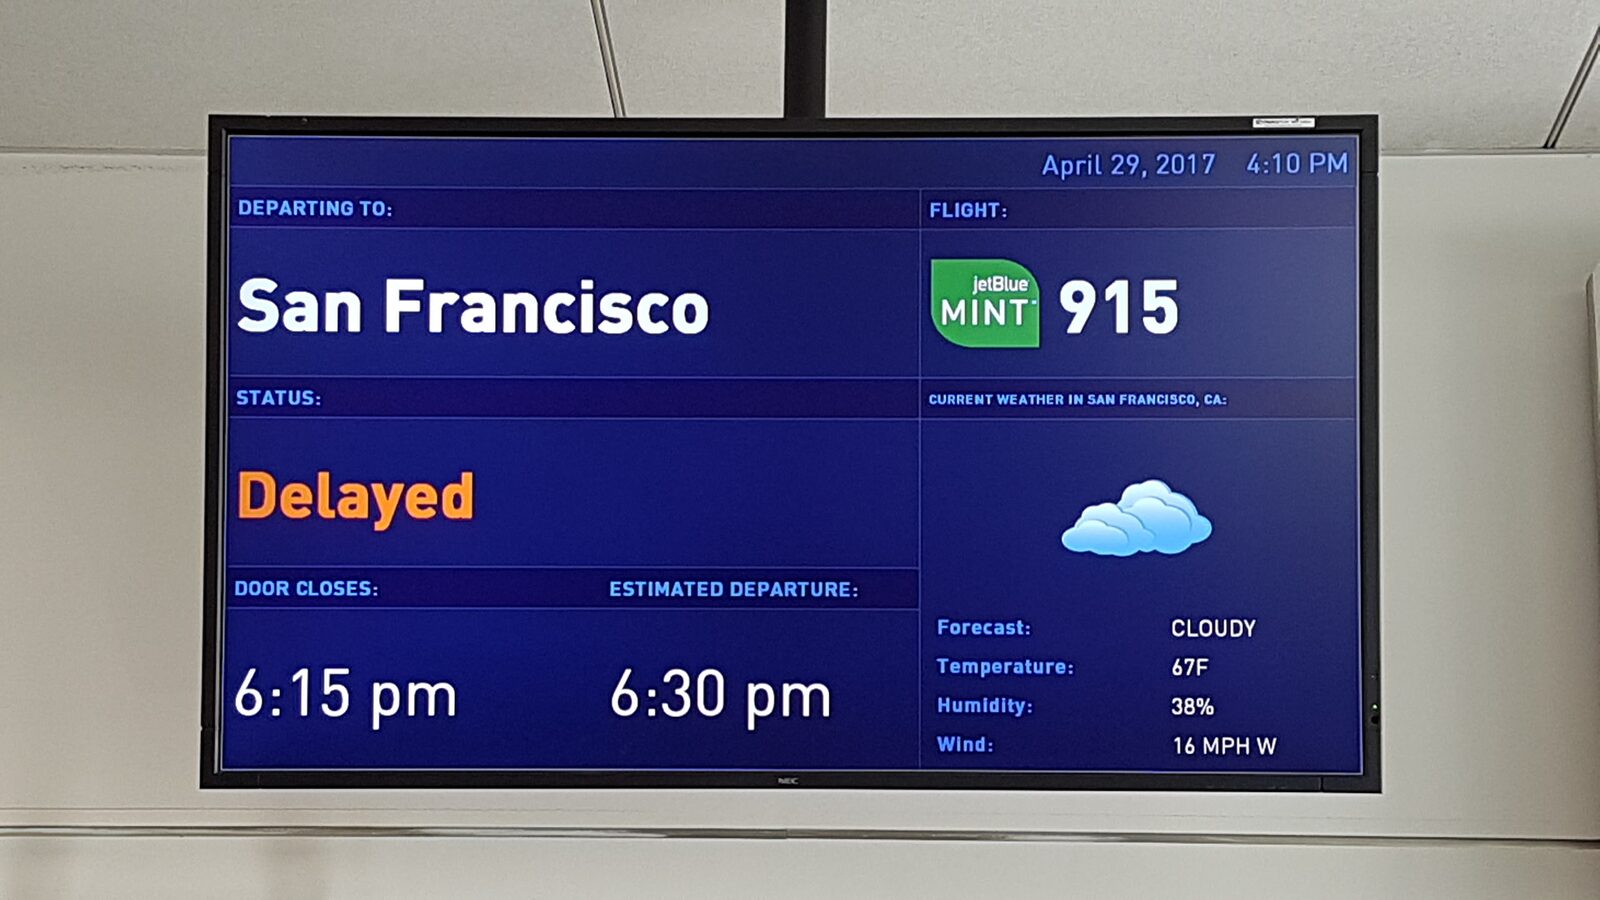 April 29, 2017 4:10 PM
DEPARTING TO:
San Francisco
FLIGHT:
jetBlue
MINT
915
STATUS:
Delayed
CURRENT WEATHER IN SAN FRANCISCO, CA:
DOOR CLOSES:
6:15 pm
ESTIMATED DEPARTURE:
6:30 pm
Forecast: CLOUDY
Temperature: 67F
Humidity: 38%
Wind: 16 MPH W
NEC